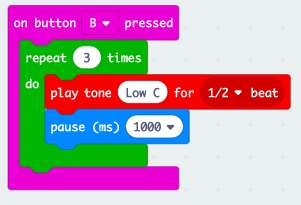 on button B pressed
repeat 3 times
do
play tone Low C for 1/2 beat
pause (ms) 1000